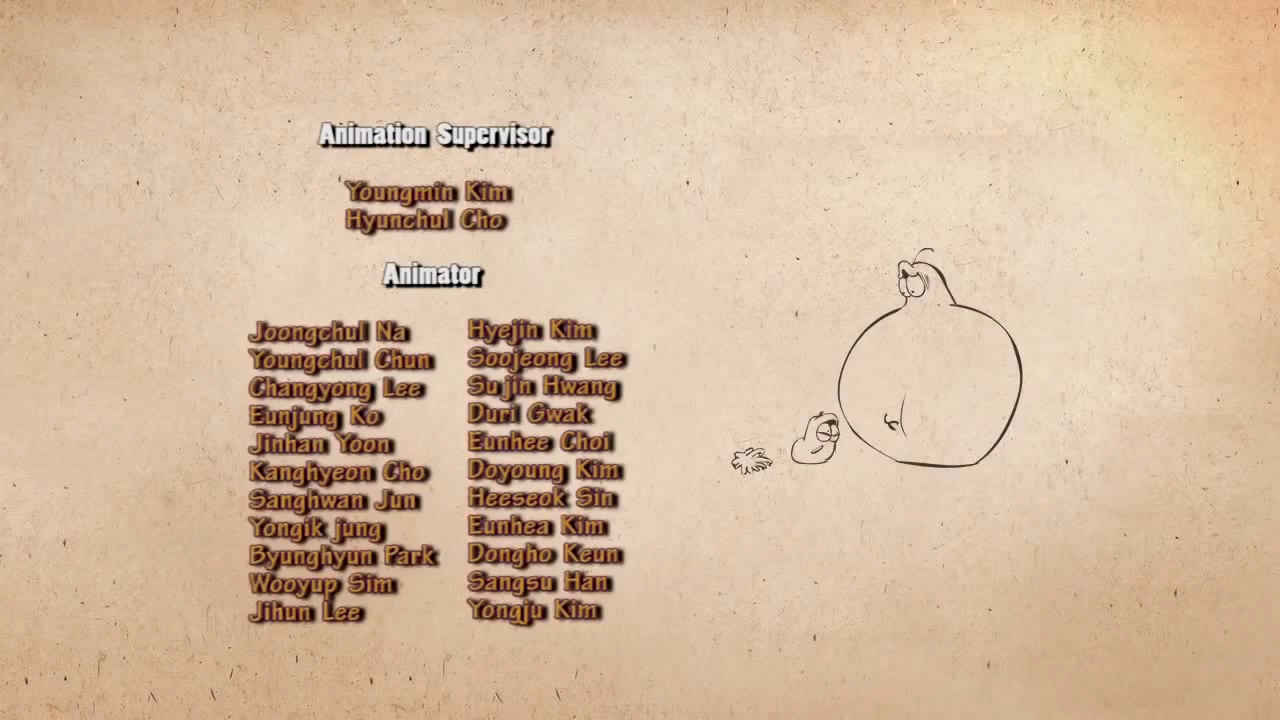 Animation Supervisor
Youngmin Kim
Hyunchul Cho
Animator
Joongchul Na
Youngchul Chun
Changyong Lee
Eunjung Ko
Jinhan Yoon
Kanghyeon Cho
Sanghwan Jun
Yongik jung
Byunghyun Park
Wooyup Sim
Jihun Lee
Hyejin Kim
Soojeong Lee
Sujin Hwang
Duri Gwak
Eunhee Choi
Doyoung Kim
Heeseok Sin
Eunhea Kim
Dongho Keun
Sangsu Han
Yongju Kim